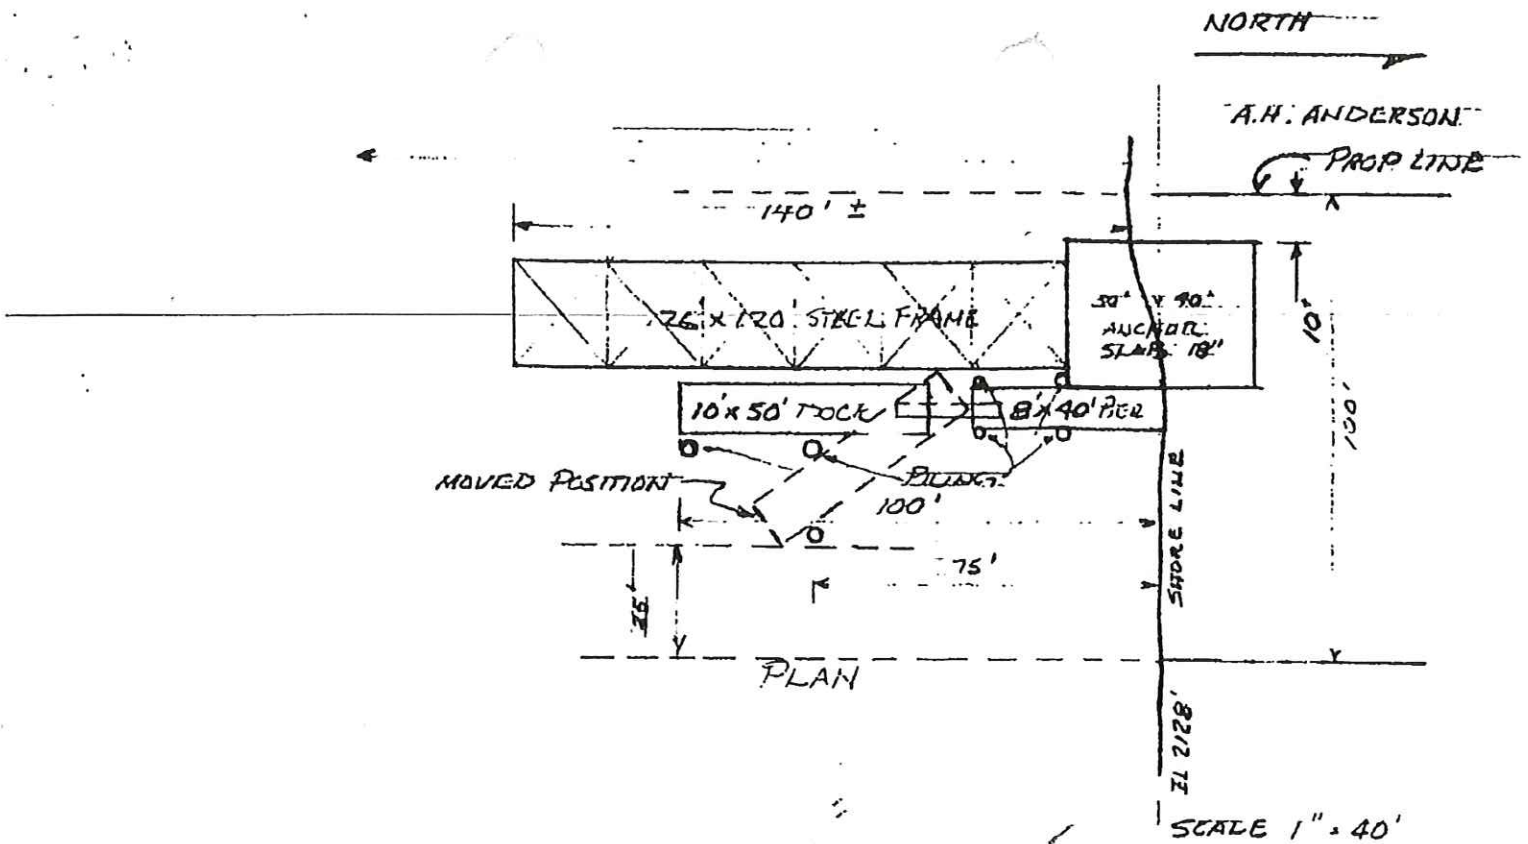 NORTH
A.H. ANDERSON
PROP LINE
140' ±
26' x 120' STEEL FRAME
30' x 40'
ANCHOR
SLAB 18"
10'
100'
10' x 50' DOCK
8' x 40' PIER
MOVED POSITION
PILING
100'
75'
25'
SHORE LINE
PLAN
EL 2128'
SCALE 1" = 40'